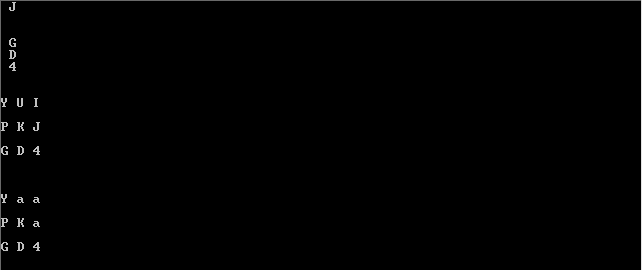 J
G
D
4
Y U I
P K J
G D 4
Y a a
P K a
G D 4